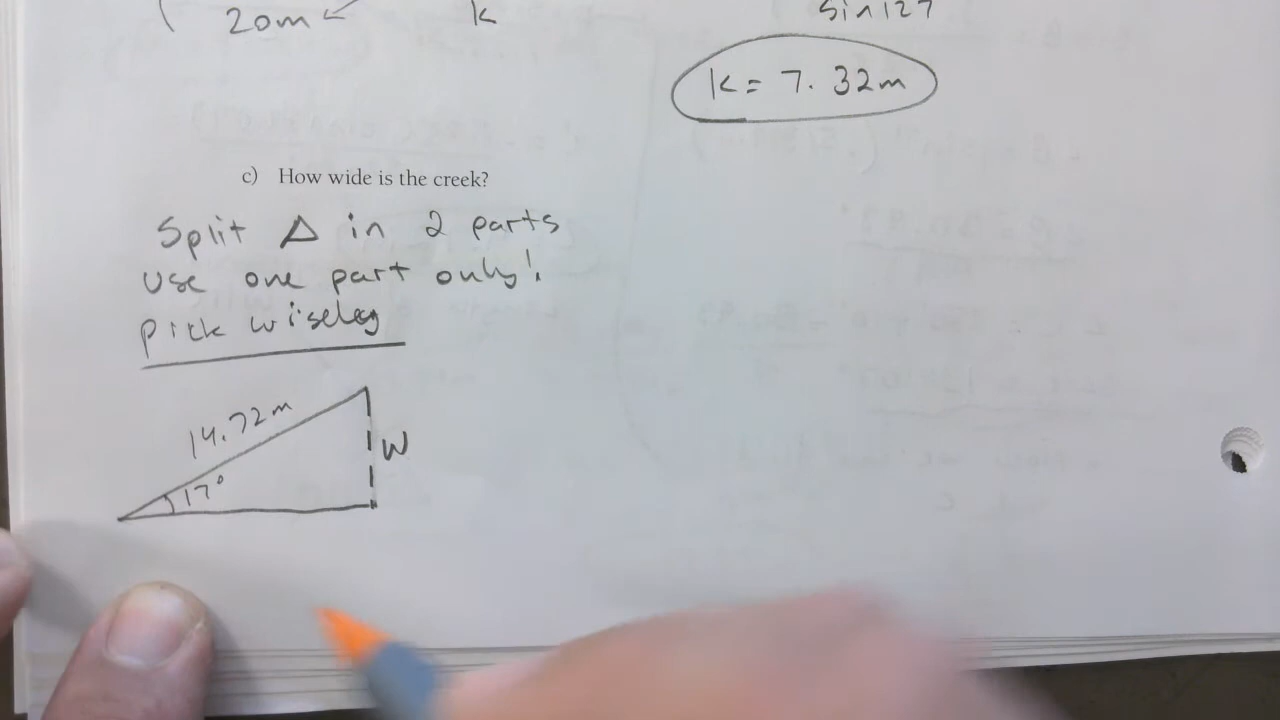 20m
k
sin127
k = 7.32m
c) How wide is the creek?
Split Δ in 2 parts
use one part only!
pick wiseley
14.72m
W
17°